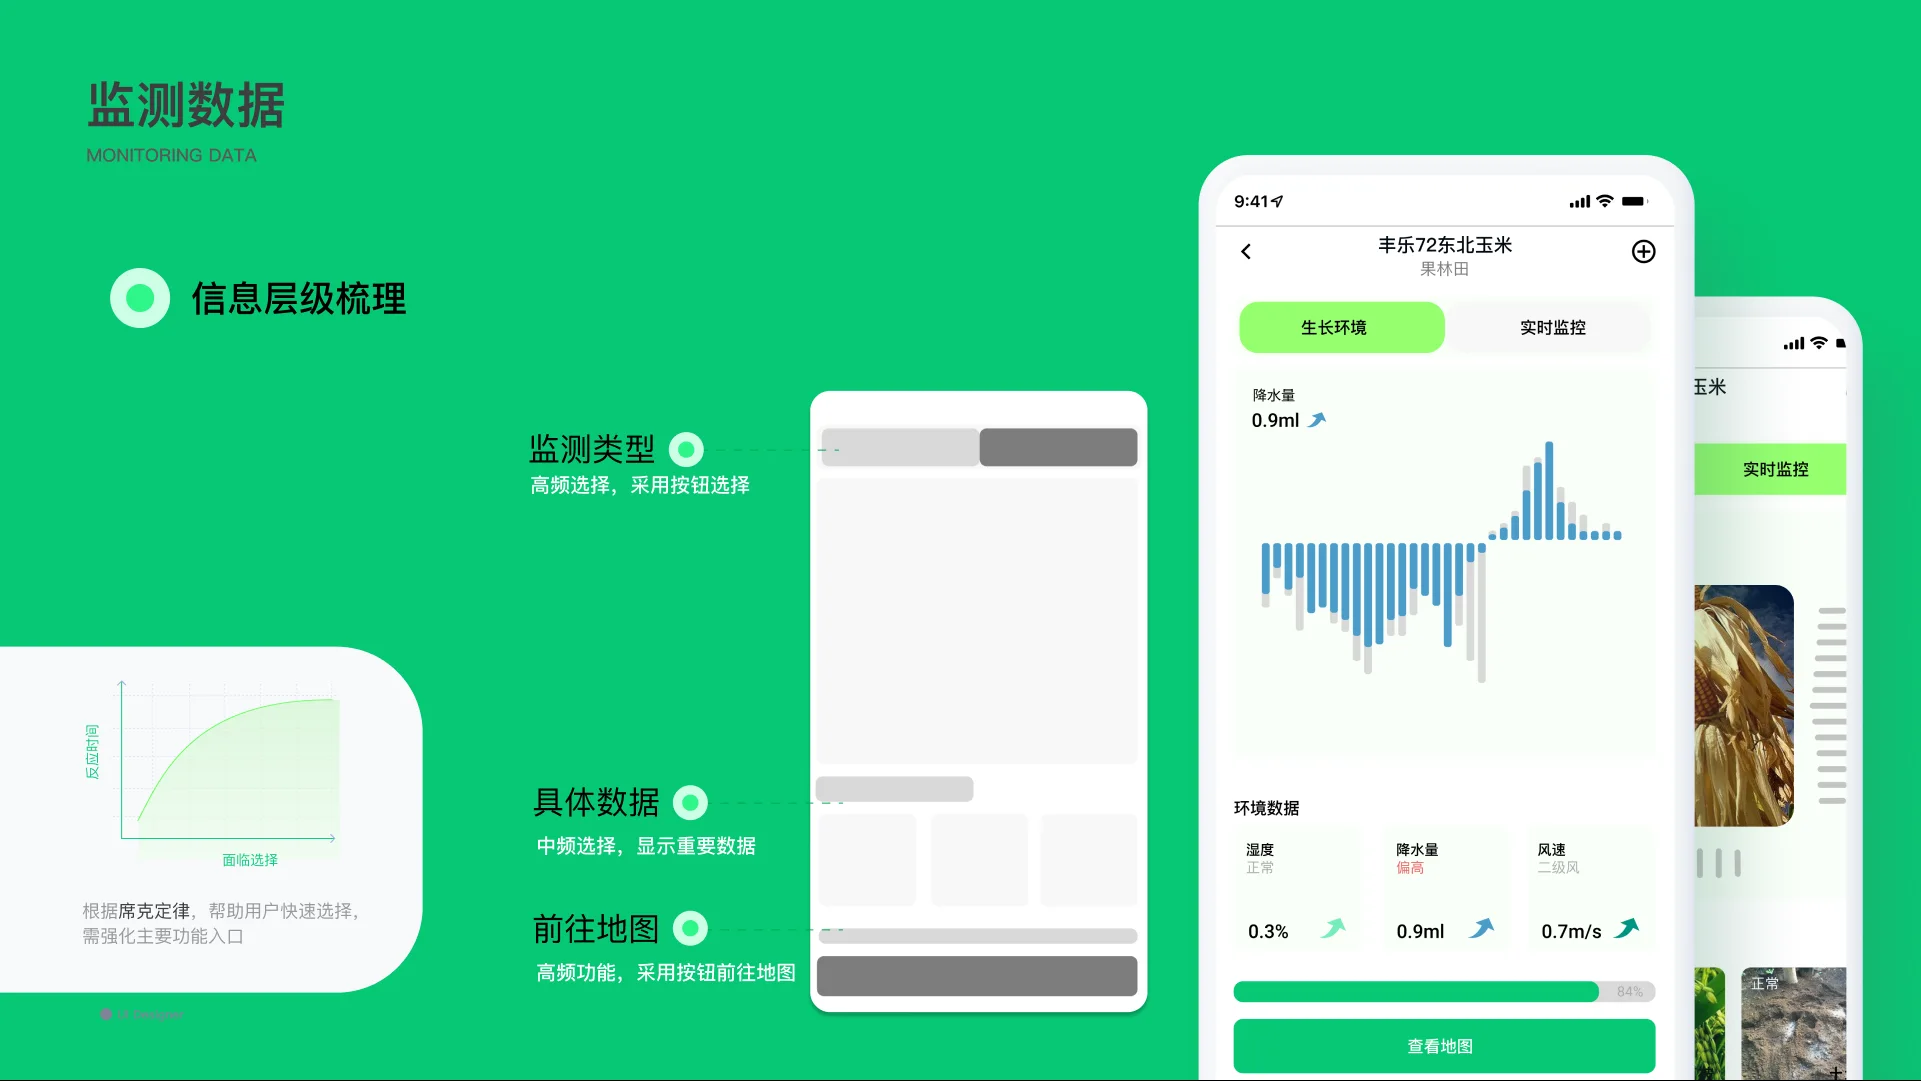 监测数据
MONITORING DATA
信息层级梳理
监测类型
高频选择，采用按钮选择
具体数据
中频选择，显示重要数据
前往地图
高频功能，采用按钮前往地图
反应时间
面临选择
根据席克定律，帮助用户快速选择，
需强化主要功能入口
9:41
丰乐72东北玉米
果林田
生长环境
实时监控
降水量
0.9ml
环境数据
湿度
正常
0.3%
降水量
偏高
0.9ml
风速
二级风
0.7m/s
84%
查看地图
玉米
实时监控
正常